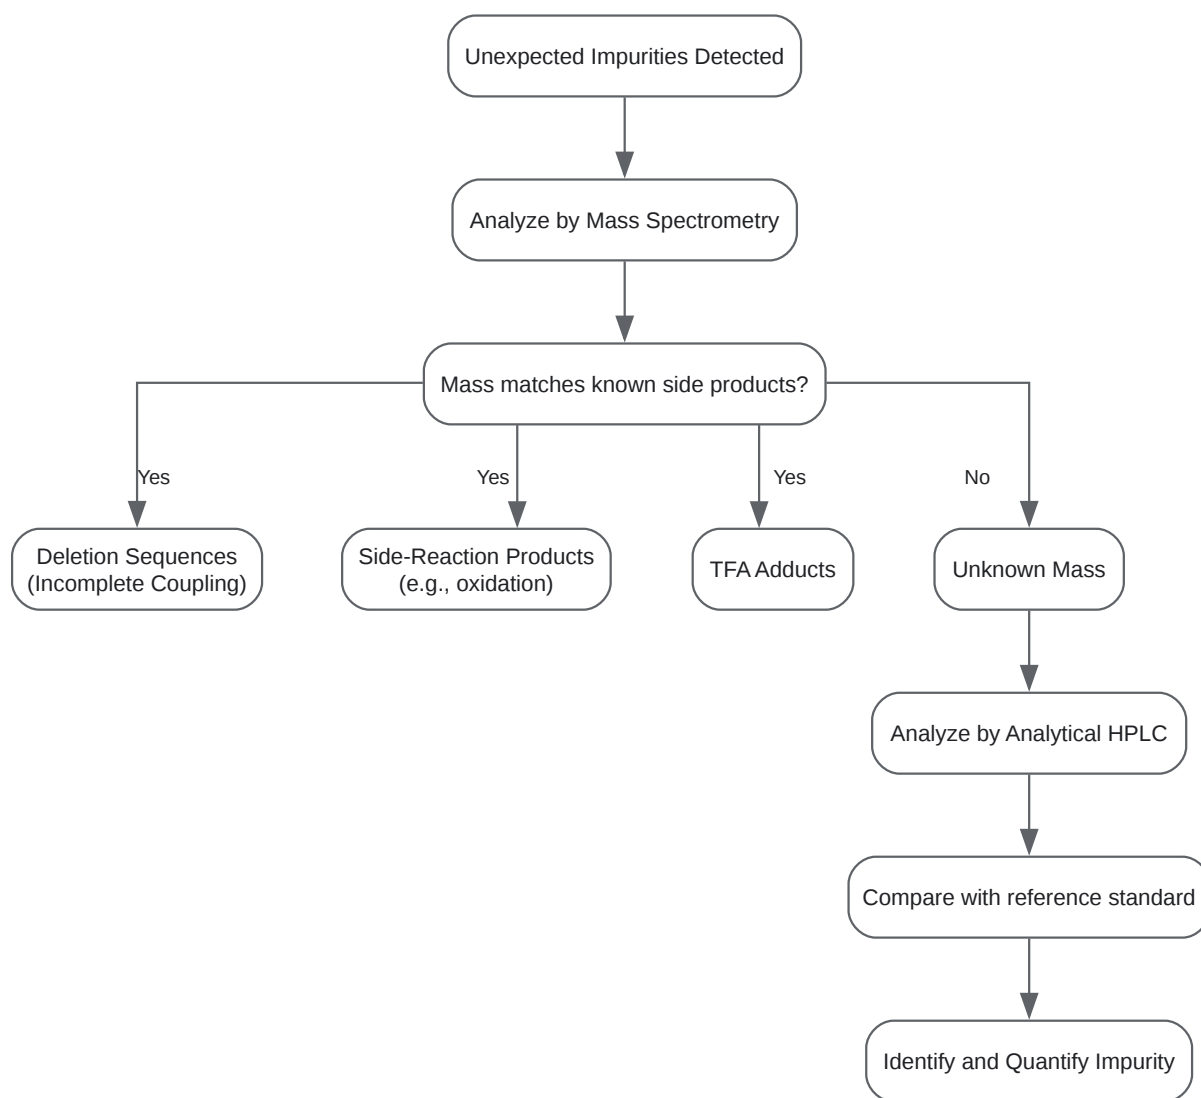 Unexpected Impurities Detected
Analyze by Mass Spectrometry
Mass matches known side products?
Yes
Yes
Yes
No
Deletion Sequences
(Incomplete Coupling)
Side-Reaction Products
(e.g., oxidation)
TFA Adducts
Unknown Mass
Analyze by Analytical HPLC
Compare with reference standard
Identify and Quantify Impurity